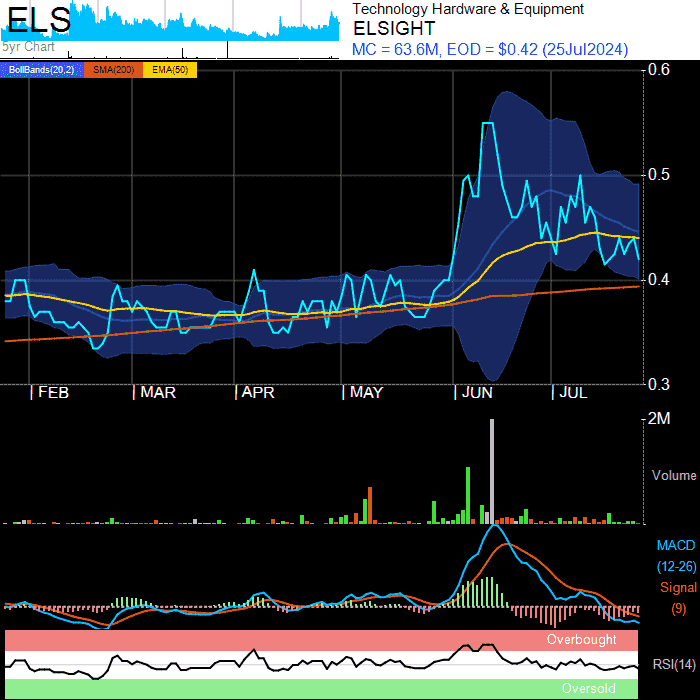 ELS
5yr Chart
Technology Hardware & Equipment
ELSIGHT
MC = 63.6M, EOD = $0.42 (25Jul2024)
BollBands(20,2) SMA(200) EMA(50)
0.6
0.5
0.4
0.3
FEB MAR APR MAY JUN JUL
2M
Volume
MACD
(12-26)
Signal
(9)
Overbought
RSI(14)
Oversold